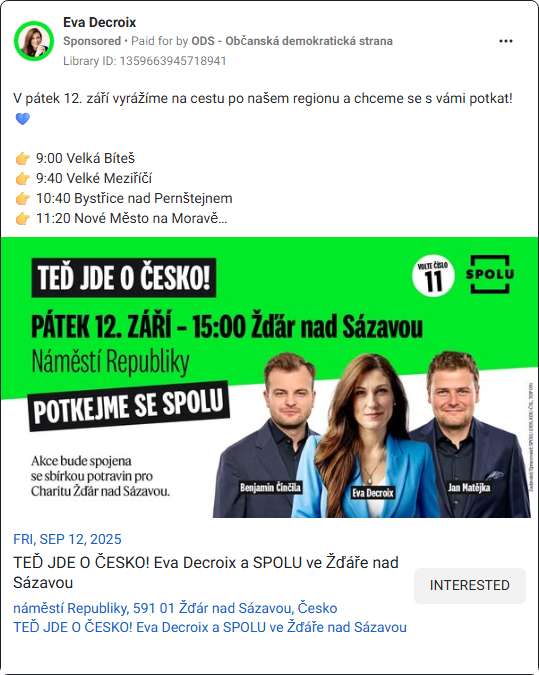 Eva Decroix
Sponsored • Paid for by ODS - Občanská demokratická strana
Library ID: 1359663945718941
V pátek 12. září vyrážíme na cestu po našem regionu a chceme se s vámi potkat!
💙
👉 9:00 Velká Bíteš
👉 9:40 Velké Meziříčí
👉 10:40 Bystřice nad Pernštejnem
👉 11:20 Nové Město na Moravě...
TEĎ JDE O ČESKO!
VOLTE ČÍSLO
11
SPOLU
PÁTEK 12. ZÁŘÍ – 15:00 Žďár nad Sázavou
Náměstí Republiky
POTKEJME SE SPOLU
Akce bude spojena
se sbírkou potravin pro
Charitu Žďár nad Sázavou.
Benjamin Činčila
Eva Decroix
Jan Matějka
FRI, SEP 12, 2025
TEĎ JDE O ČESKO! Eva Decroix a SPOLU ve Žďáře nad
Sázavou
INTERESTED
náměstí Republiky, 591 01 Žďár nad Sázavou, Česko
TEĎ JDE O ČESKO! Eva Decroix a SPOLU ve Žďáře nad Sázavou